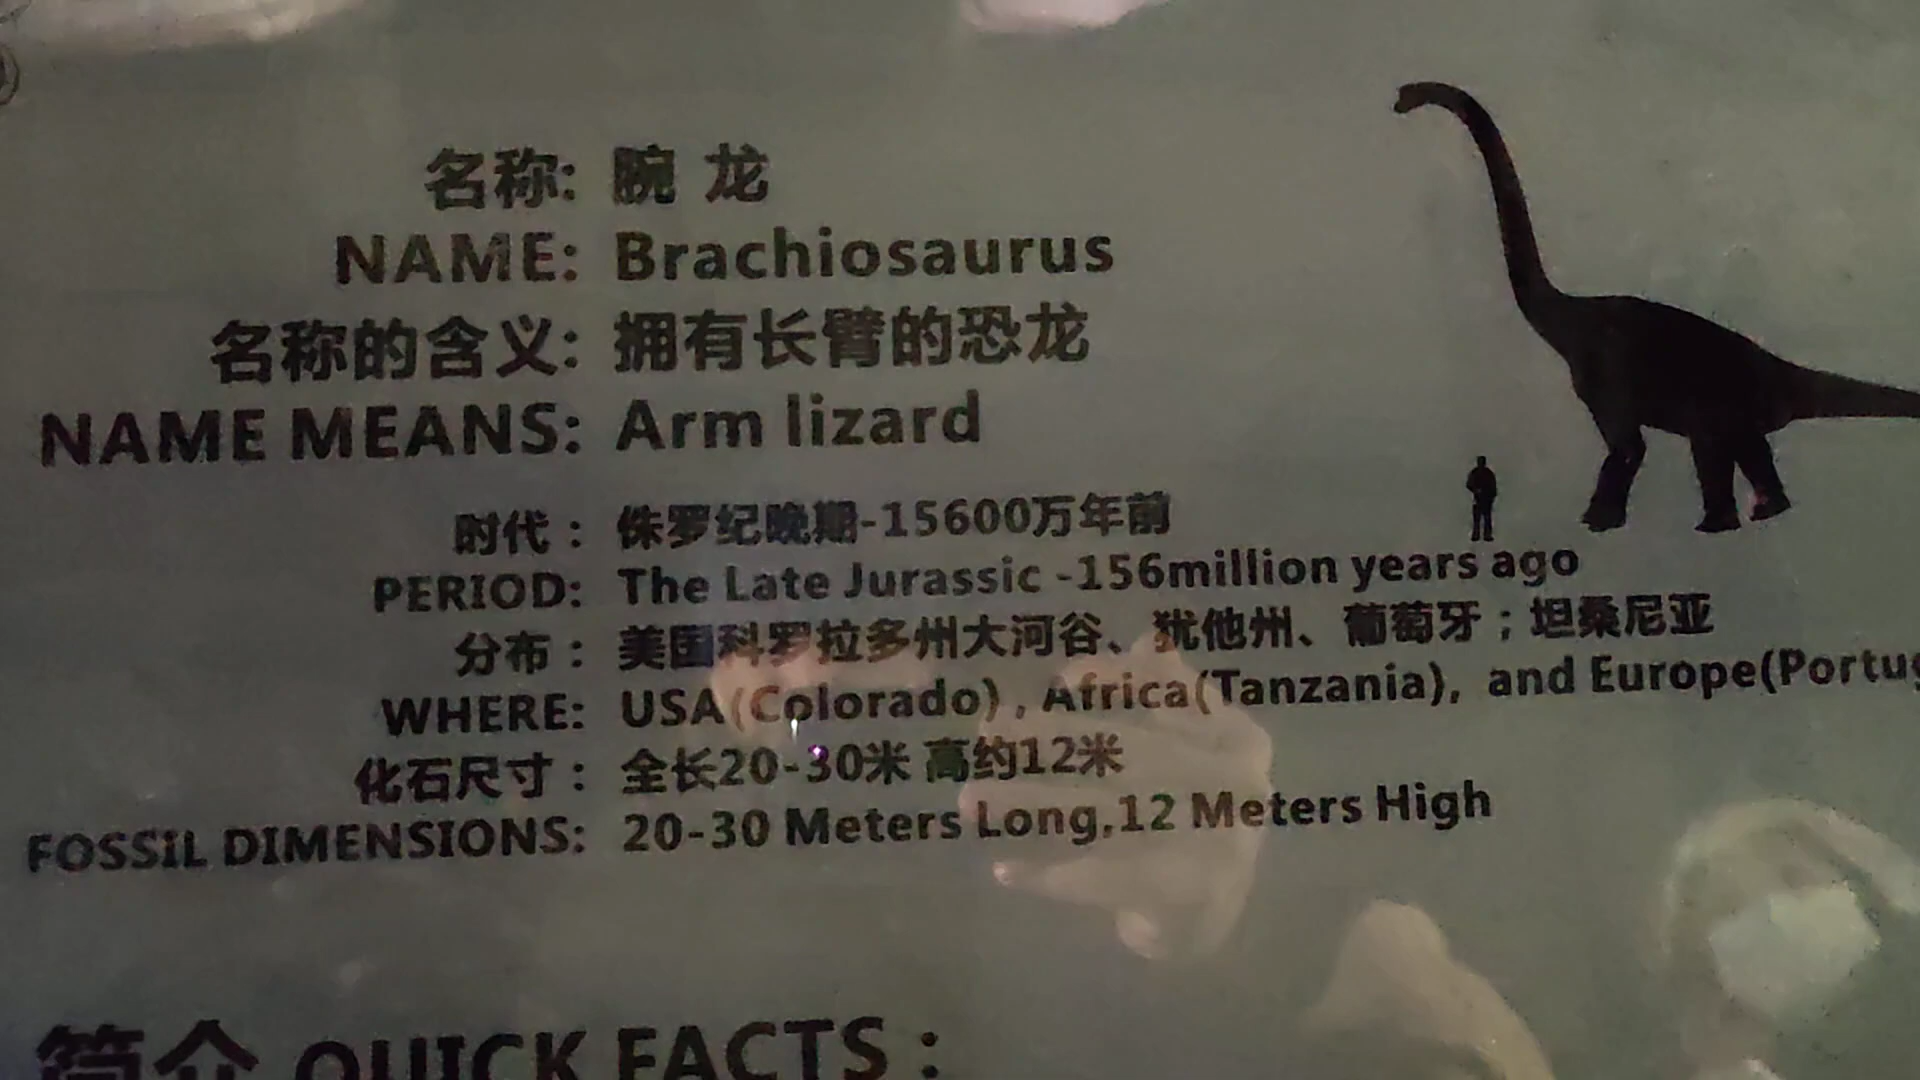 名称: 腕 龙
NAME: Brachiosaurus
名称的含义: 拥有长臂的恐龙
NAME MEANS: Arm lizard
时代： 侏罗纪晚期-15600万年前
PERIOD: The Late Jurassic -156million years ago
分布： 美国科罗拉多州大河谷、犹他州、葡萄牙；坦桑尼亚
WHERE: USA(Colorado), Africa(Tanzania), and Europe(Portug
化石尺寸： 全长20-30米 高约12米
FOSSIL DIMENSIONS: 20-30 Meters Long,12 Meters High
简介 QUICK FACTS：